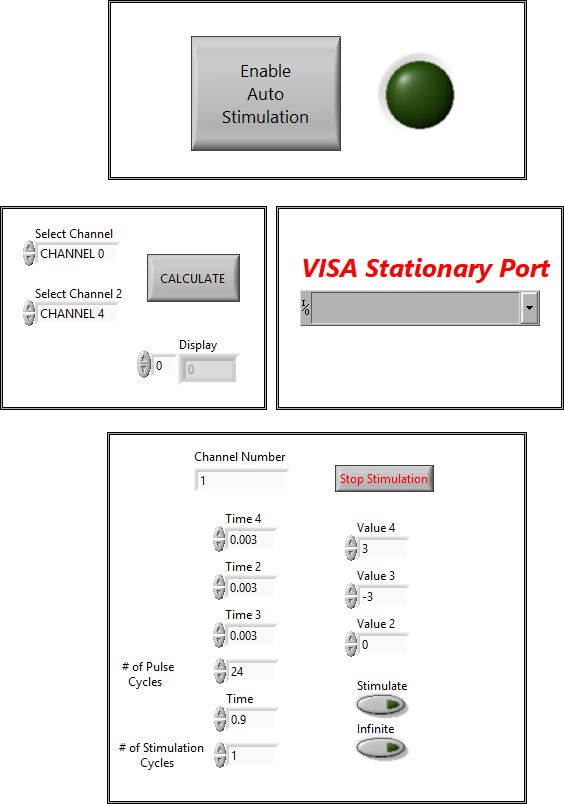 Enable
Auto
Stimulation
Select Channel
CHANNEL 0
Select Channel 2
CHANNEL 4
CALCULATE
Display
0
0
VISA Stationary Port
I/O
Channel Number
1
Stop Stimulation
Time 4
0.003
Value 4
3
Time 2
0.003
Value 3
-3
Time 3
0.003
Value 2
0
# of Pulse
Cycles
24
Stimulate
Time
0.9
Infinite
# of Stimulation
Cycles
1